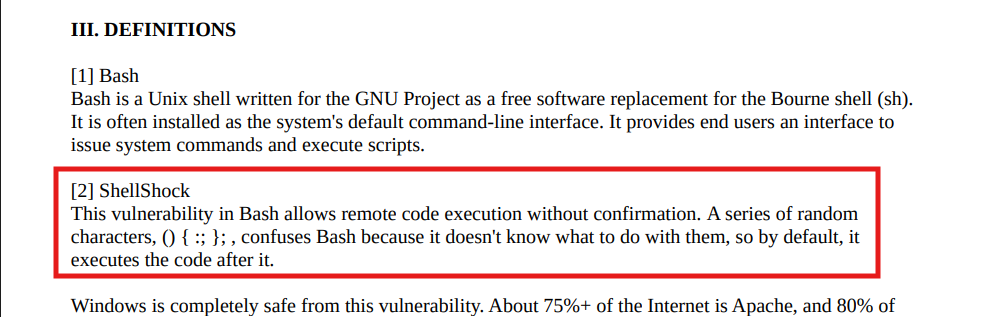 III. DEFINITIONS
[1] Bash
Bash is a Unix shell written for the GNU Project as a free software replacement for the Bourne shell (sh).
It is often installed as the system's default command-line interface. It provides end users an interface to
issue system commands and execute scripts.
[2] ShellShock
This vulnerability in Bash allows remote code execution without confirmation. A series of random
characters, () { :; }; , confuses Bash because it doesn't know what to do with them, so by default, it
executes the code after it.
Windows is completely safe from this vulnerability. About 75%+ of the Internet is Apache, and 80% of